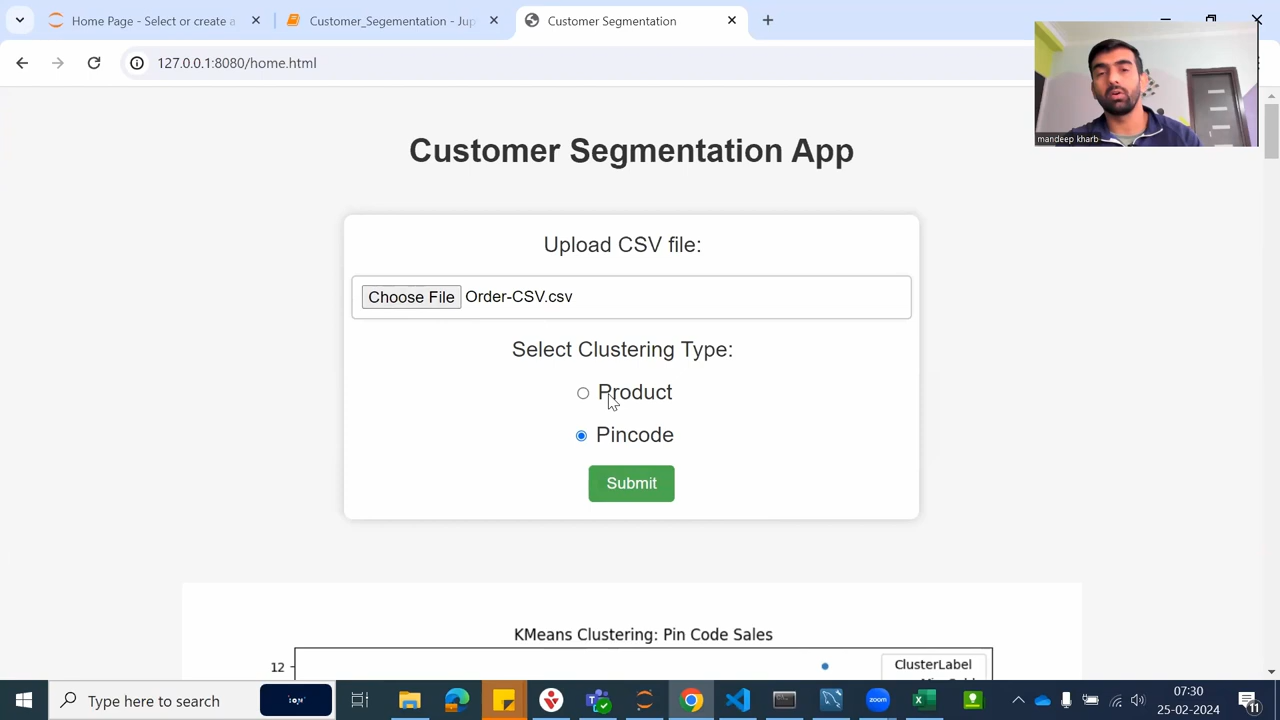 Home Page - Select or create a
Customer_Segementation - Jup
Customer Segmentation
127.0.0.1:8080/home.html
mandeep kharb
Customer Segmentation App
Upload CSV file:
Choose File Order-CSV.csv
Select Clustering Type:
Product
Pincode
Submit
KMeans Clustering: Pin Code Sales
12
ClusterLabel
Type here to search
zoom
07:30
25-02-2024
11